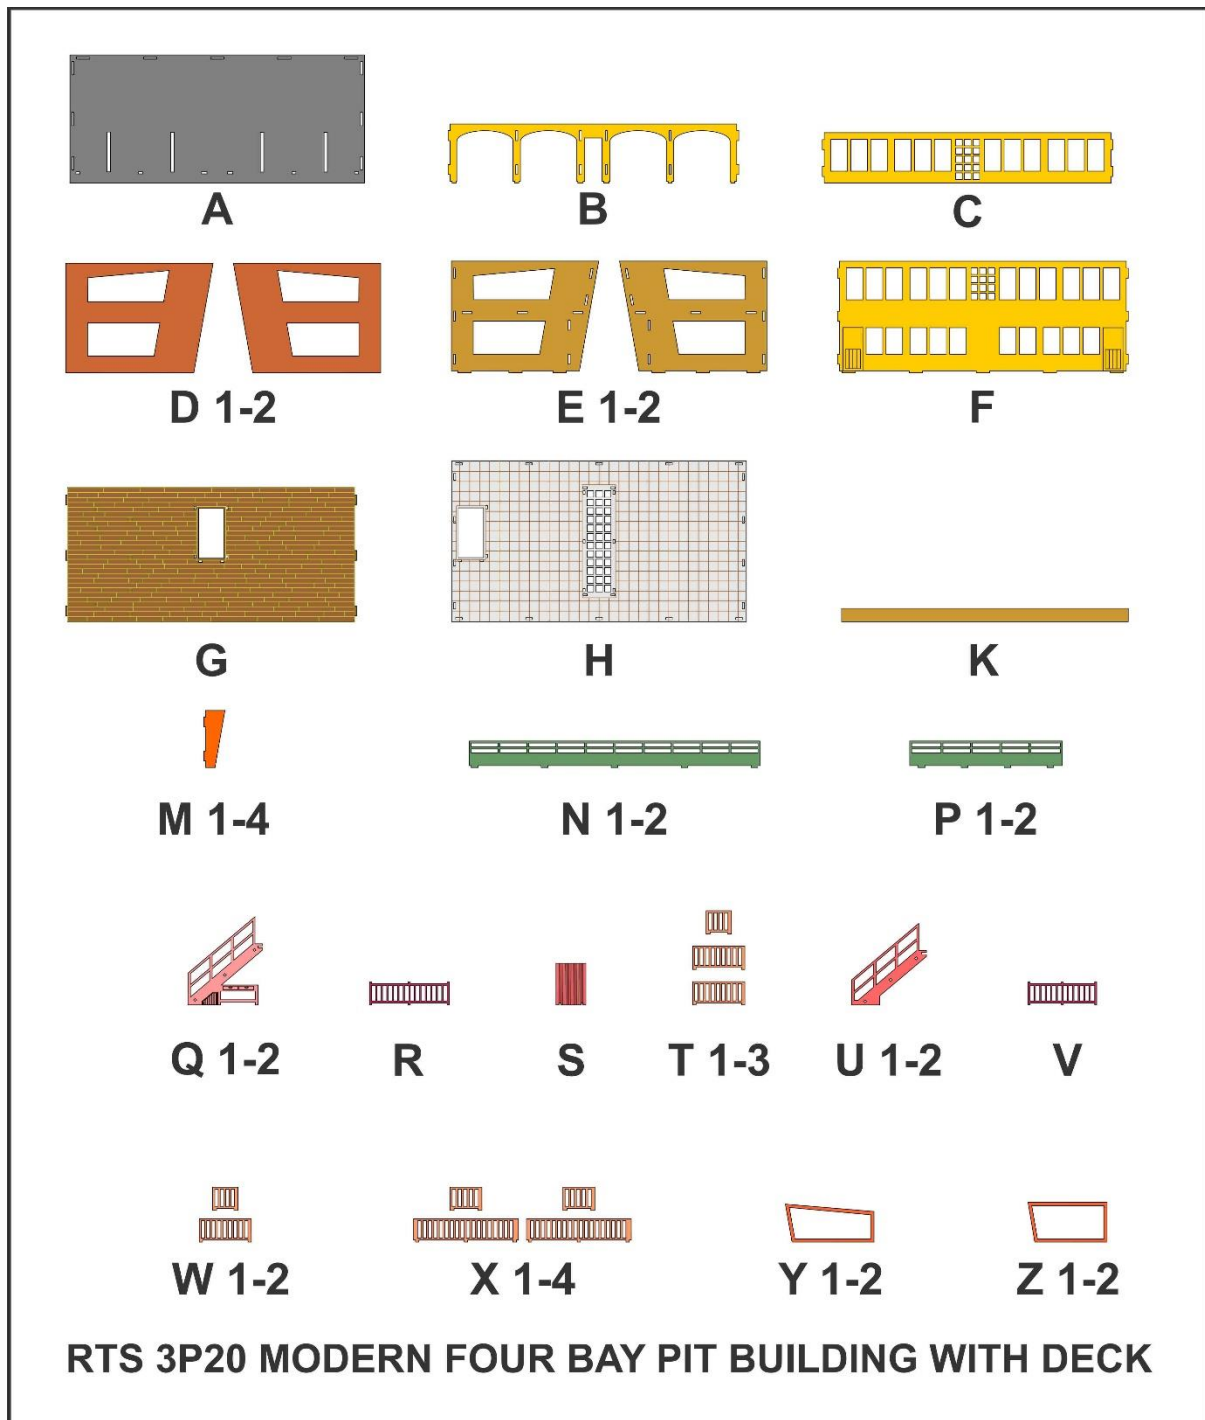 A B C
D 1-2 E 1-2 F
G H K
M 1-4 N 1-2 P 1-2
Q 1-2 R S T 1-3 U 1-2 V
W 1-2 X 1-4 Y 1-2 Z 1-2
RTS 3P20 MODERN FOUR BAY PIT BUILDING WITH DECK